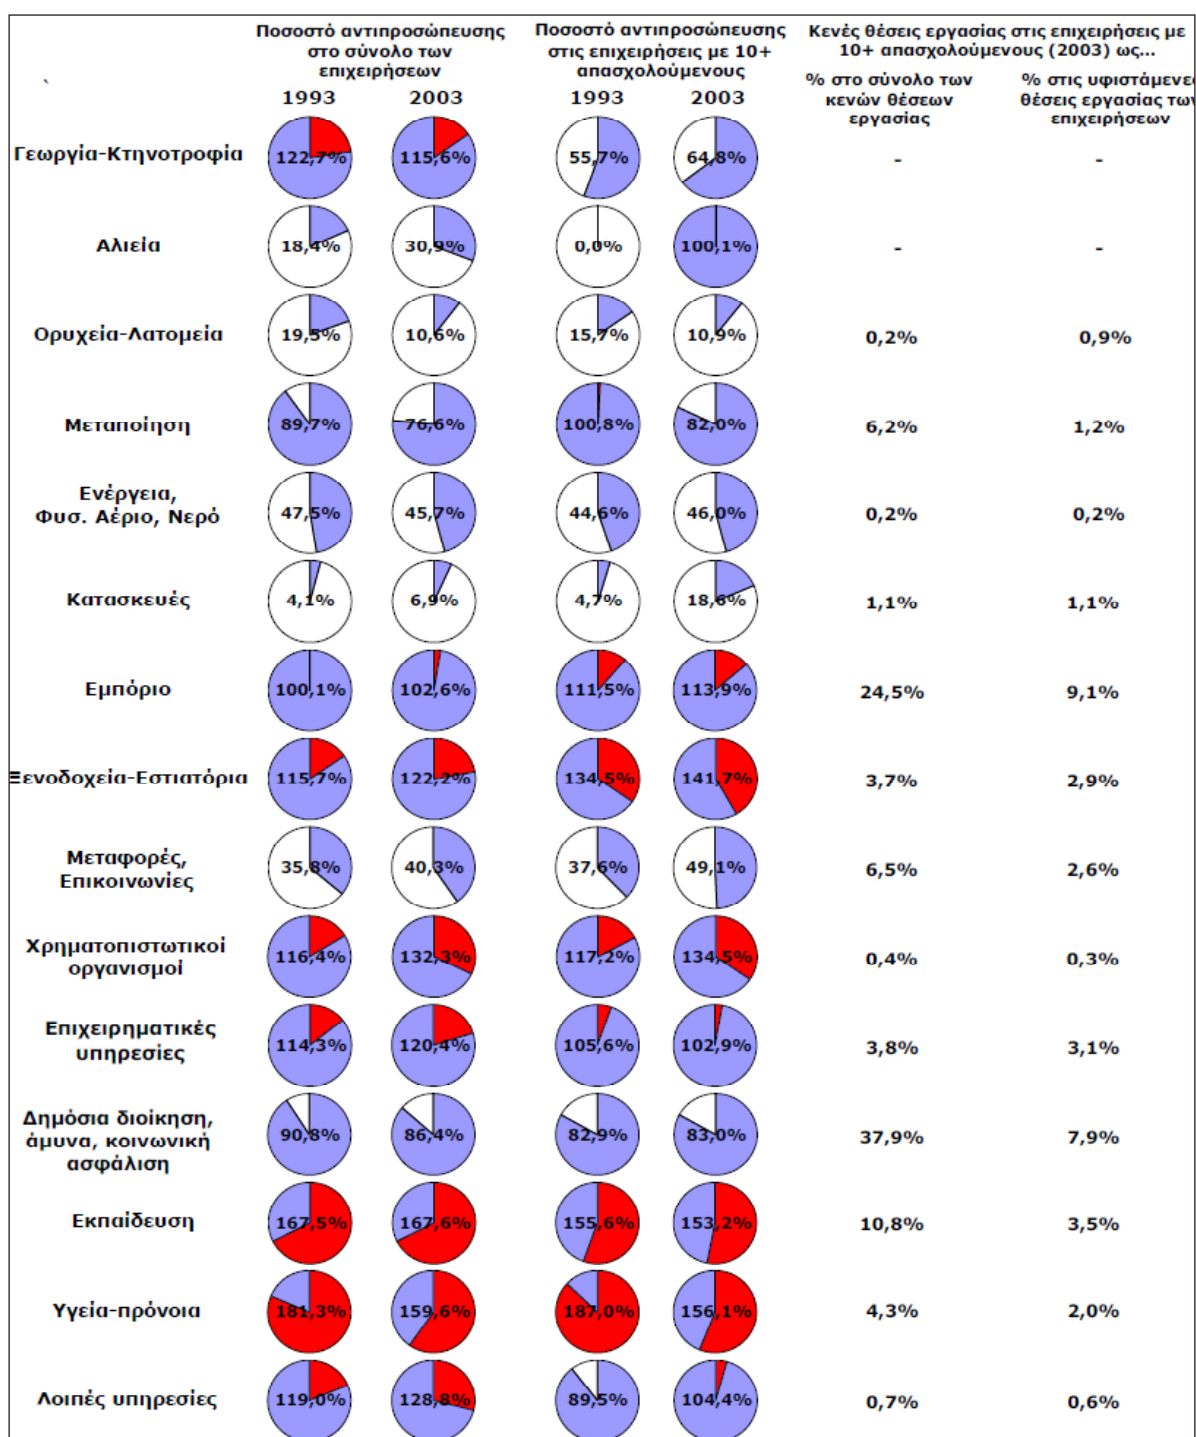 Ποσοστό αντιπροσώπευσης
στο σύνολο των
επιχειρήσεων
Ποσοστό αντιπροσώπευσης
στις επιχειρήσεις με 10+
απασχολούμενους
Κενές θέσεις εργασίας στις επιχειρήσεις με
10+ απασχολούμενους (2003) ως...
% στο σύνολο των
κενών θέσεων
εργασίας
% στις υφιστάμενες
θέσεις εργασίας των
επιχειρήσεων
1993 2003 1993 2003
Γεωργία-Κτηνοτροφία 122,7% 115,6% 55,7% 64,8% - -
Αλιεία 18,4% 30,9% 0,0% 100,1% - -
Ορυχεία-Λατομεία 19,5% 10,6% 15,7% 10,9% 0,2% 0,9%
Μεταποίηση 89,7% 76,6% 100,8% 82,0% 6,2% 1,2%
Ενέργεια,
Φυσ. Αέριο, Νερό 47,5% 45,7% 44,6% 46,0% 0,2% 0,2%
Κατασκευές 4,1% 6,9% 4,7% 18,6% 1,1% 1,1%
Εμπόριο 100,1% 102,6% 111,5% 113,9% 24,5% 9,1%
Ξενοδοχεία-Εστιατόρια 115,7% 122,2% 134,5% 141,7% 3,7% 2,9%
Μεταφορές,
Επικοινωνίες 35,8% 40,3% 37,6% 49,1% 6,5% 2,6%
Χρηματοπιστωτικοί
οργανισμοί 116,4% 132,3% 117,2% 134,5% 0,4% 0,3%
Επιχειρηματικές
υπηρεσίες 114,3% 120,4% 105,6% 102,9% 3,8% 3,1%
Δημόσια διοίκηση,
άμυνα, κοινωνική
ασφάλιση 90,8% 86,4% 82,9% 83,0% 37,9% 7,9%
Εκπαίδευση 167,5% 167,6% 155,6% 153,2% 10,8% 3,5%
Υγεία-πρόνοια 181,3% 159,6% 187,0% 156,1% 4,3% 2,0%
Λοιπές υπηρεσίες 119,0% 128,8% 89,5% 104,4% 0,7% 0,6%